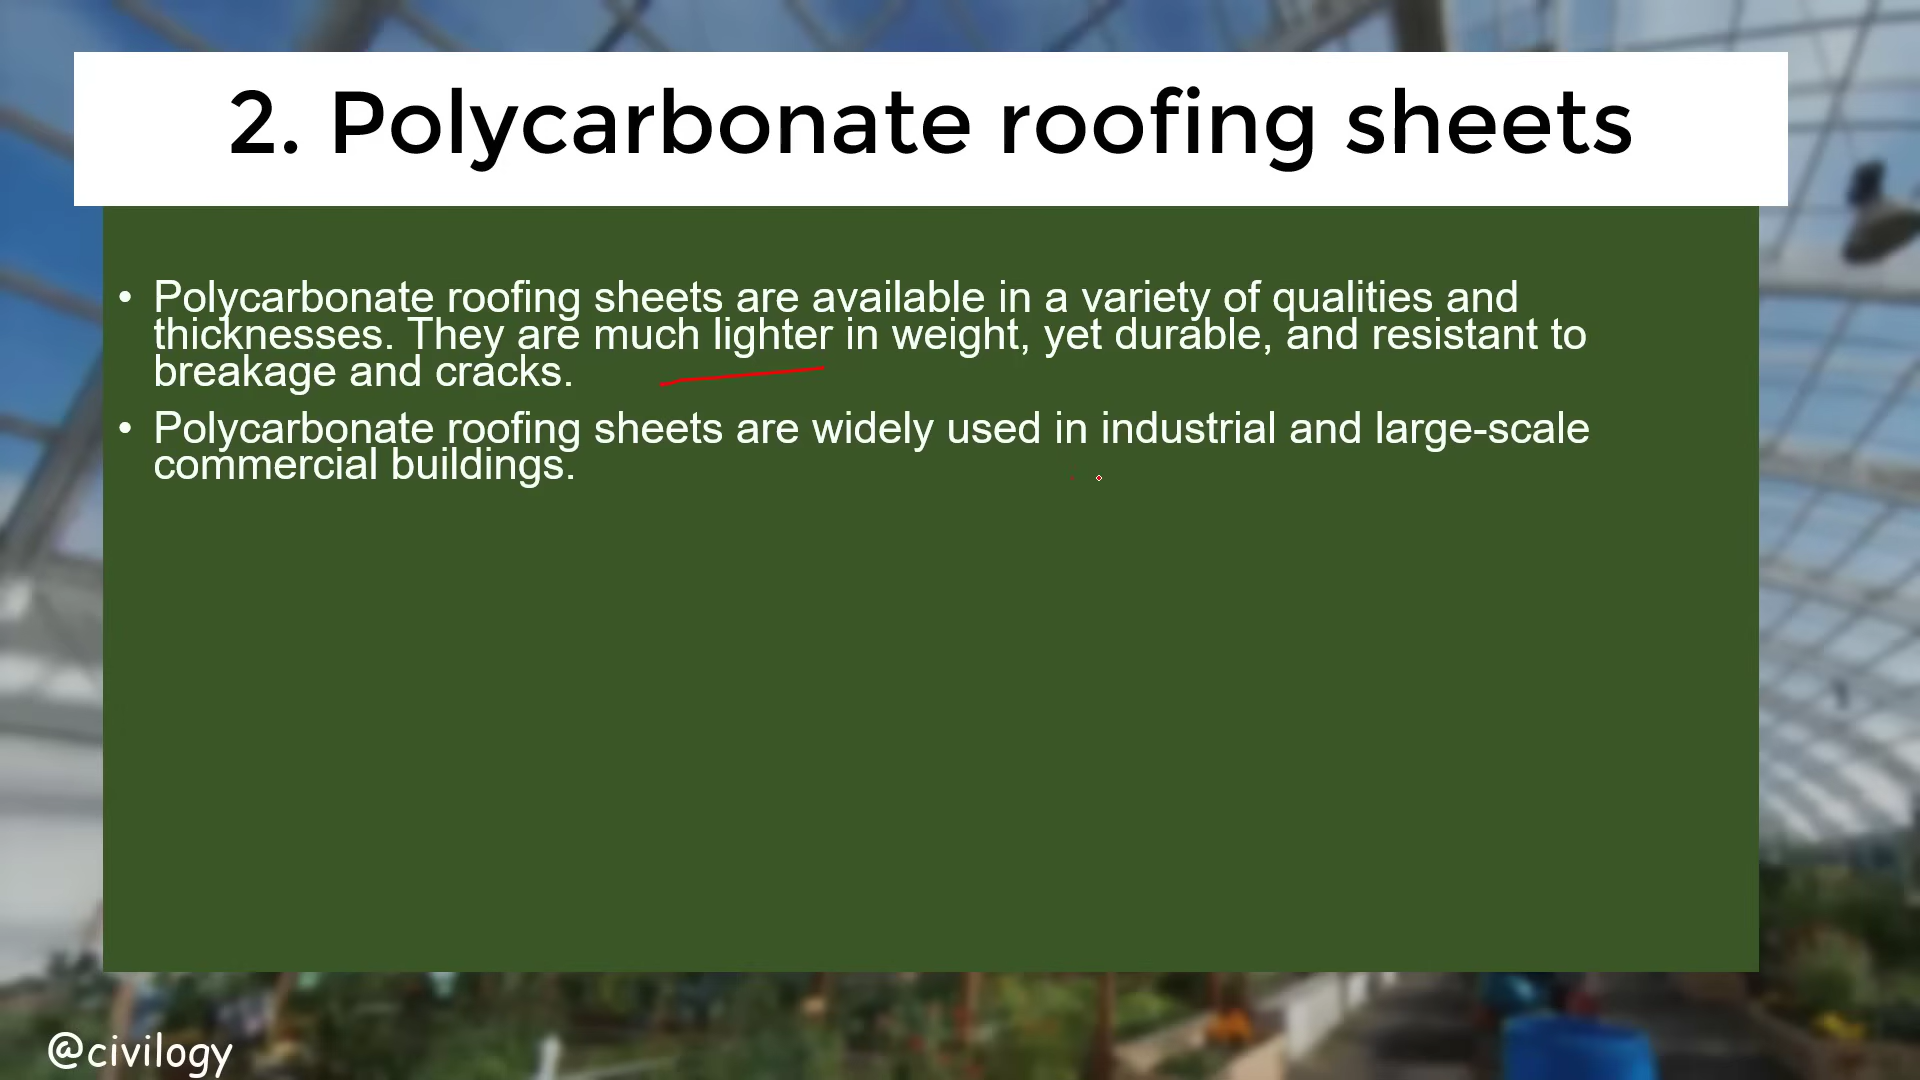 2. Polycarbonate roofing sheets
• Polycarbonate roofing sheets are available in a variety of qualities and
thicknesses. They are much lighter in weight, yet durable, and resistant to
breakage and cracks.
• Polycarbonate roofing sheets are widely used in industrial and large-scale
commercial buildings.
@civilogy